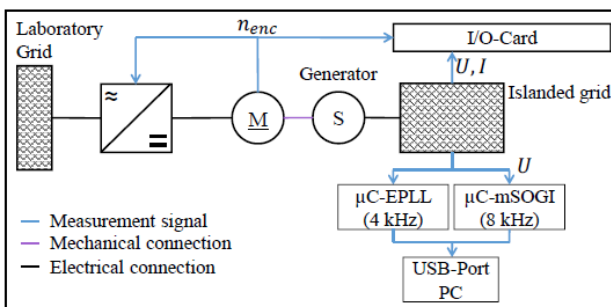 Laboratory
Grid
n_enc
I/O-Card
Generator
U, I
Islanded grid
≈
=
M
S
U
µC-EPLL
(4 kHz)
µC-mSOGI
(8 kHz)
USB-Port
PC
Measurement signal
Mechanical connection
Electrical connection